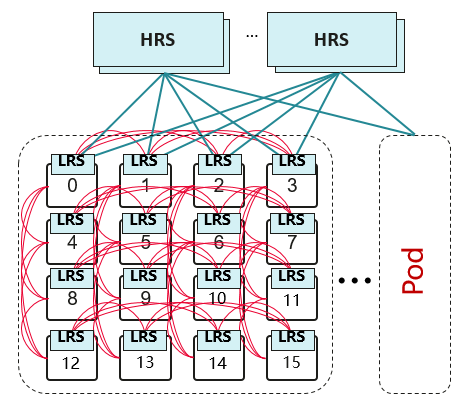 HRS ... HRS
LRS LRS LRS LRS
0 1 2 3
LRS LRS LRS LRS
4 5 6 7
LRS LRS LRS LRS
8 9 10 11
...
Pod
LRS LRS LRS LRS
12 13 14 15